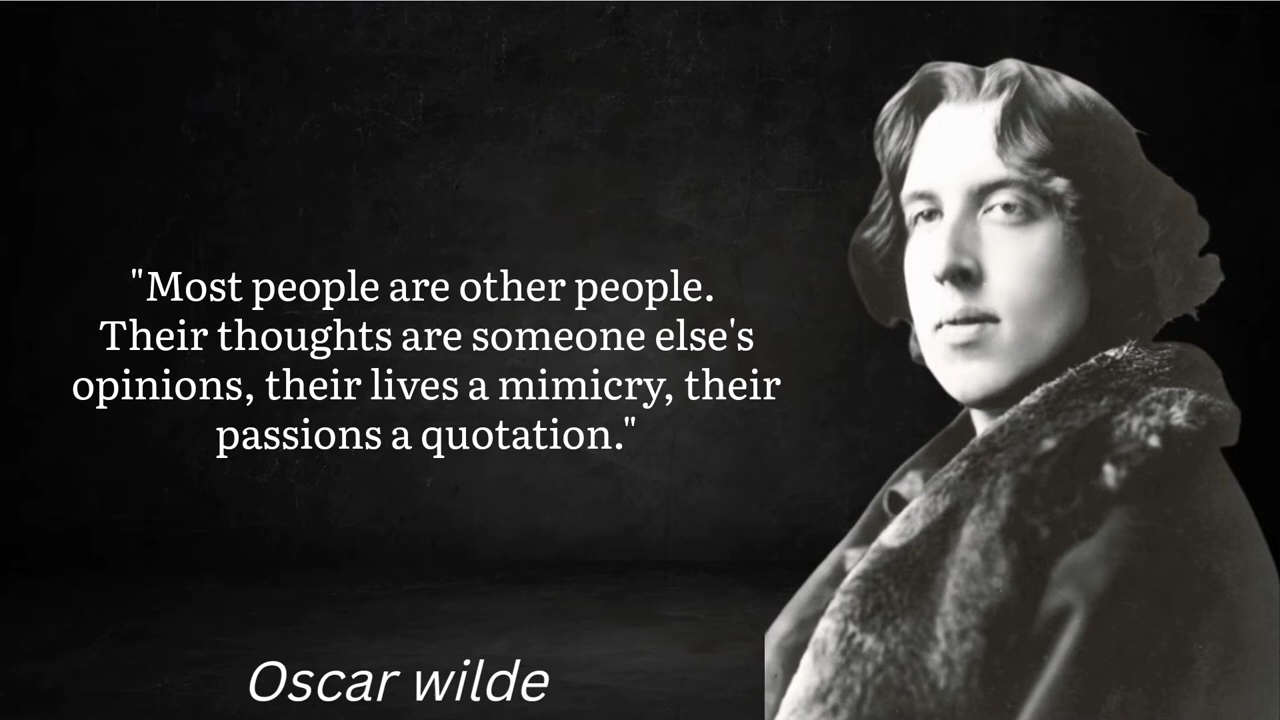 "Most people are other people.
Their thoughts are someone else's
opinions, their lives a mimicry, their
passions a quotation."
Oscar wilde